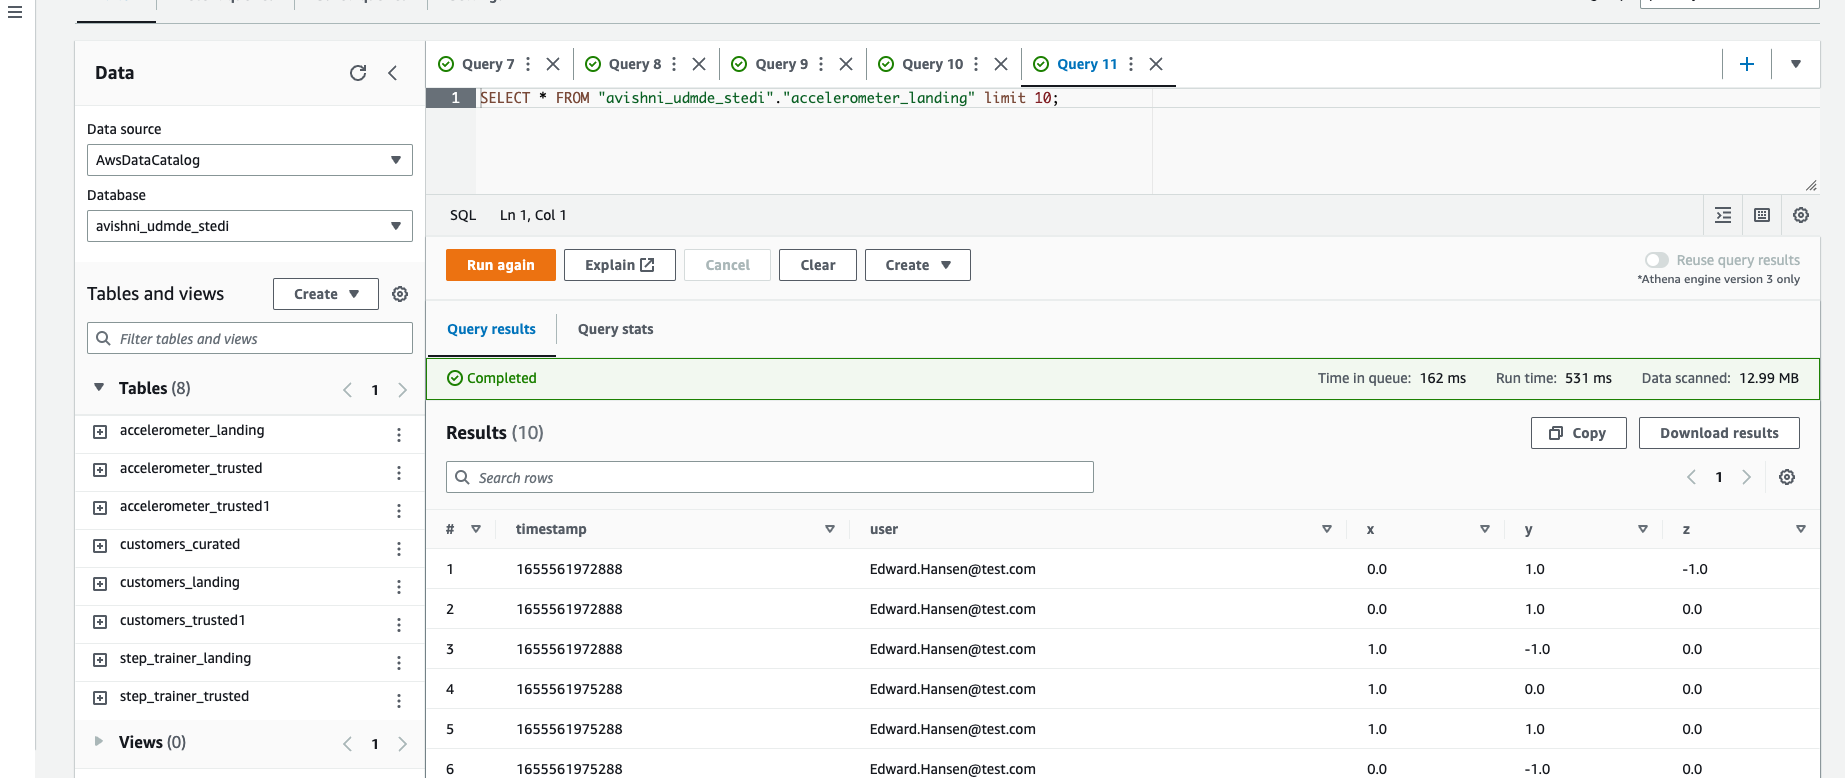 Data
Data source
AwsDataCatalog
Database
avishni_udmde_stedi
Tables and views
Create
Filter tables and views
Tables (8)
1
accelerometer_landing
accelerometer_trusted
accelerometer_trusted1
customers_curated
customers_landing
customers_trusted1
step_trainer_landing
step_trainer_trusted
Views (0)
1
Query 7
Query 8
Query 9
Query 10
Query 11
1 SELECT * FROM "avishni_udmde_stedi"."accelerometer_landing" limit 10;
SQL Ln 1, Col 1
Run again
Explain
Cancel
Clear
Create
Reuse query results
*Athena engine version 3 only
Query results
Query stats
Completed
Time in queue: 162 ms
Run time: 531 ms
Data scanned: 12.99 MB
Results (10)
Copy
Download results
Search rows
1
# timestamp user x y z
1 1655561972888 Edward.Hansen@test.com 0.0 1.0 -1.0
2 1655561972888 Edward.Hansen@test.com 0.0 1.0 0.0
3 1655561972888 Edward.Hansen@test.com 1.0 -1.0 0.0
4 1655561975288 Edward.Hansen@test.com 1.0 0.0 0.0
5 1655561975288 Edward.Hansen@test.com 1.0 1.0 0.0
6 1655561975288 Edward.Hansen@test.com 0.0 -1.0 0.0